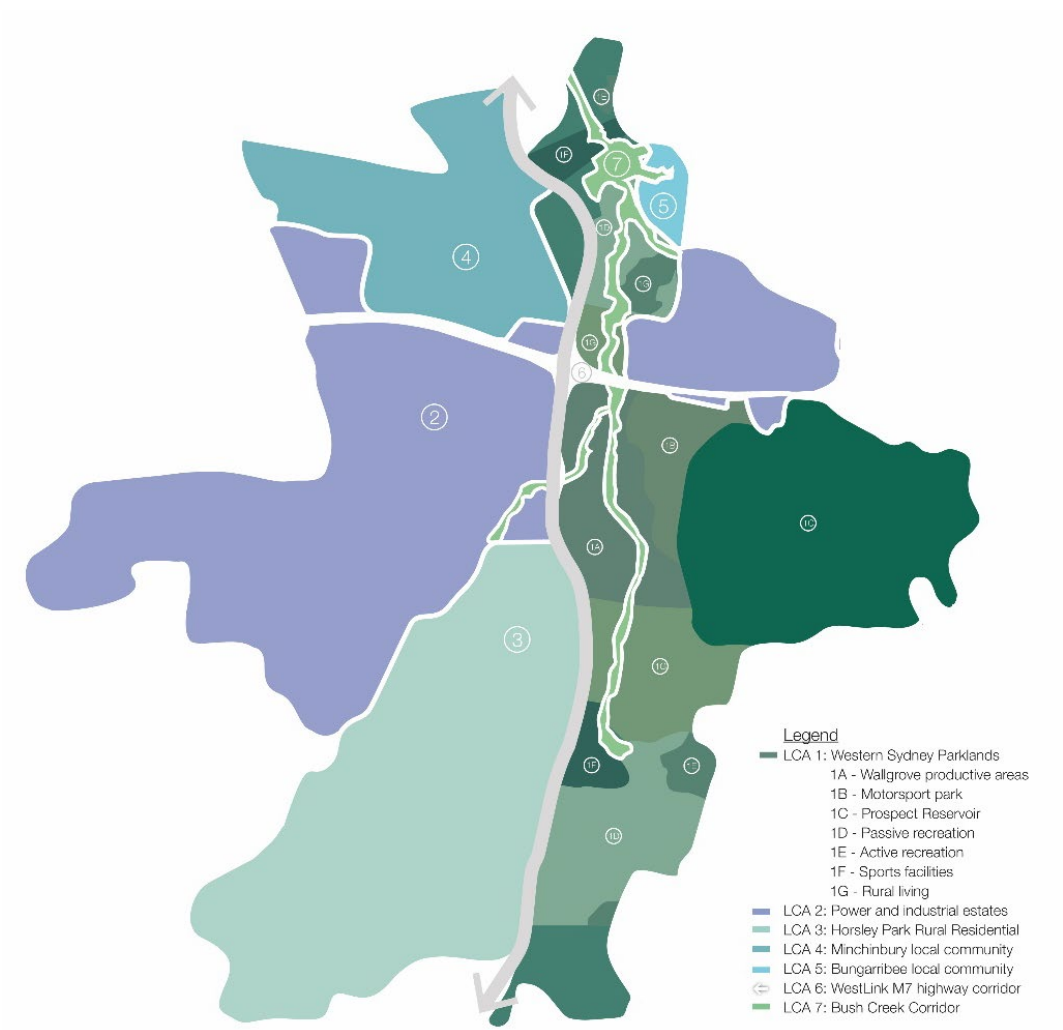 1E
1F
7
5
1D
4
1G
6
2
1B
1C
1A
3
1F
1E
1D
Legend
LCA 1: Western Sydney Parklands
1A - Wallgrove productive areas
1B - Motorsport park
1C - Prospect Reservoir
1D - Passive recreation
1E - Active recreation
1F - Sports facilities
1G - Rural living
LCA 2: Power and industrial estates
LCA 3: Horsley Park Rural Residential
LCA 4: Minchinbury local community
LCA 5: Bungarribee local community
LCA 6: WestLink M7 highway corridor
LCA 7: Bush Creek Corridor